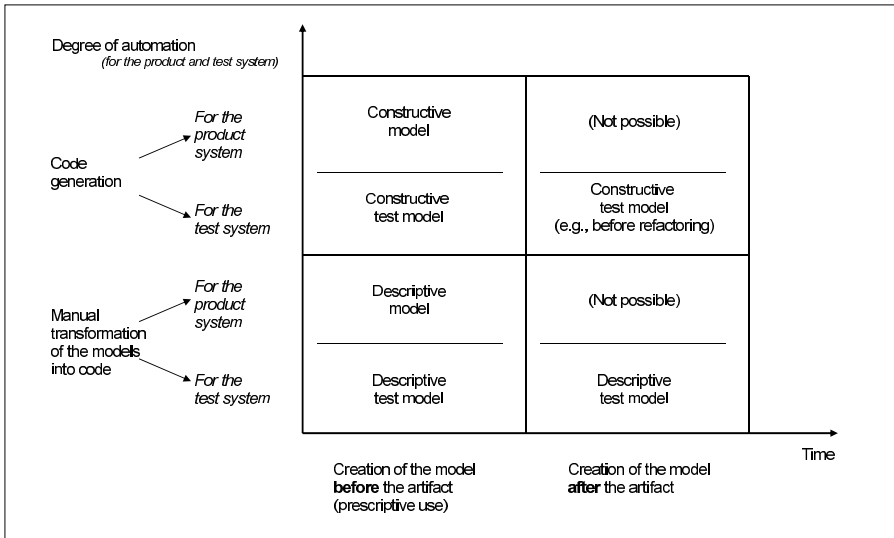 Degree of automation
(for the product and test system)
For the
product
system
Code
generation
For the
test system
Constructive
model
(Not possible)
Constructive
test model
Constructive
test model
(e.g., before refactoring)
Manual
transformation
of the models
into code
For the
product
system
For the
test system
Descriptive
model
(Not possible)
Descriptive
test model
Descriptive
test model
Time
Creation of the model
before the artifact
(prescriptive use)
Creation of the model
after the artifact